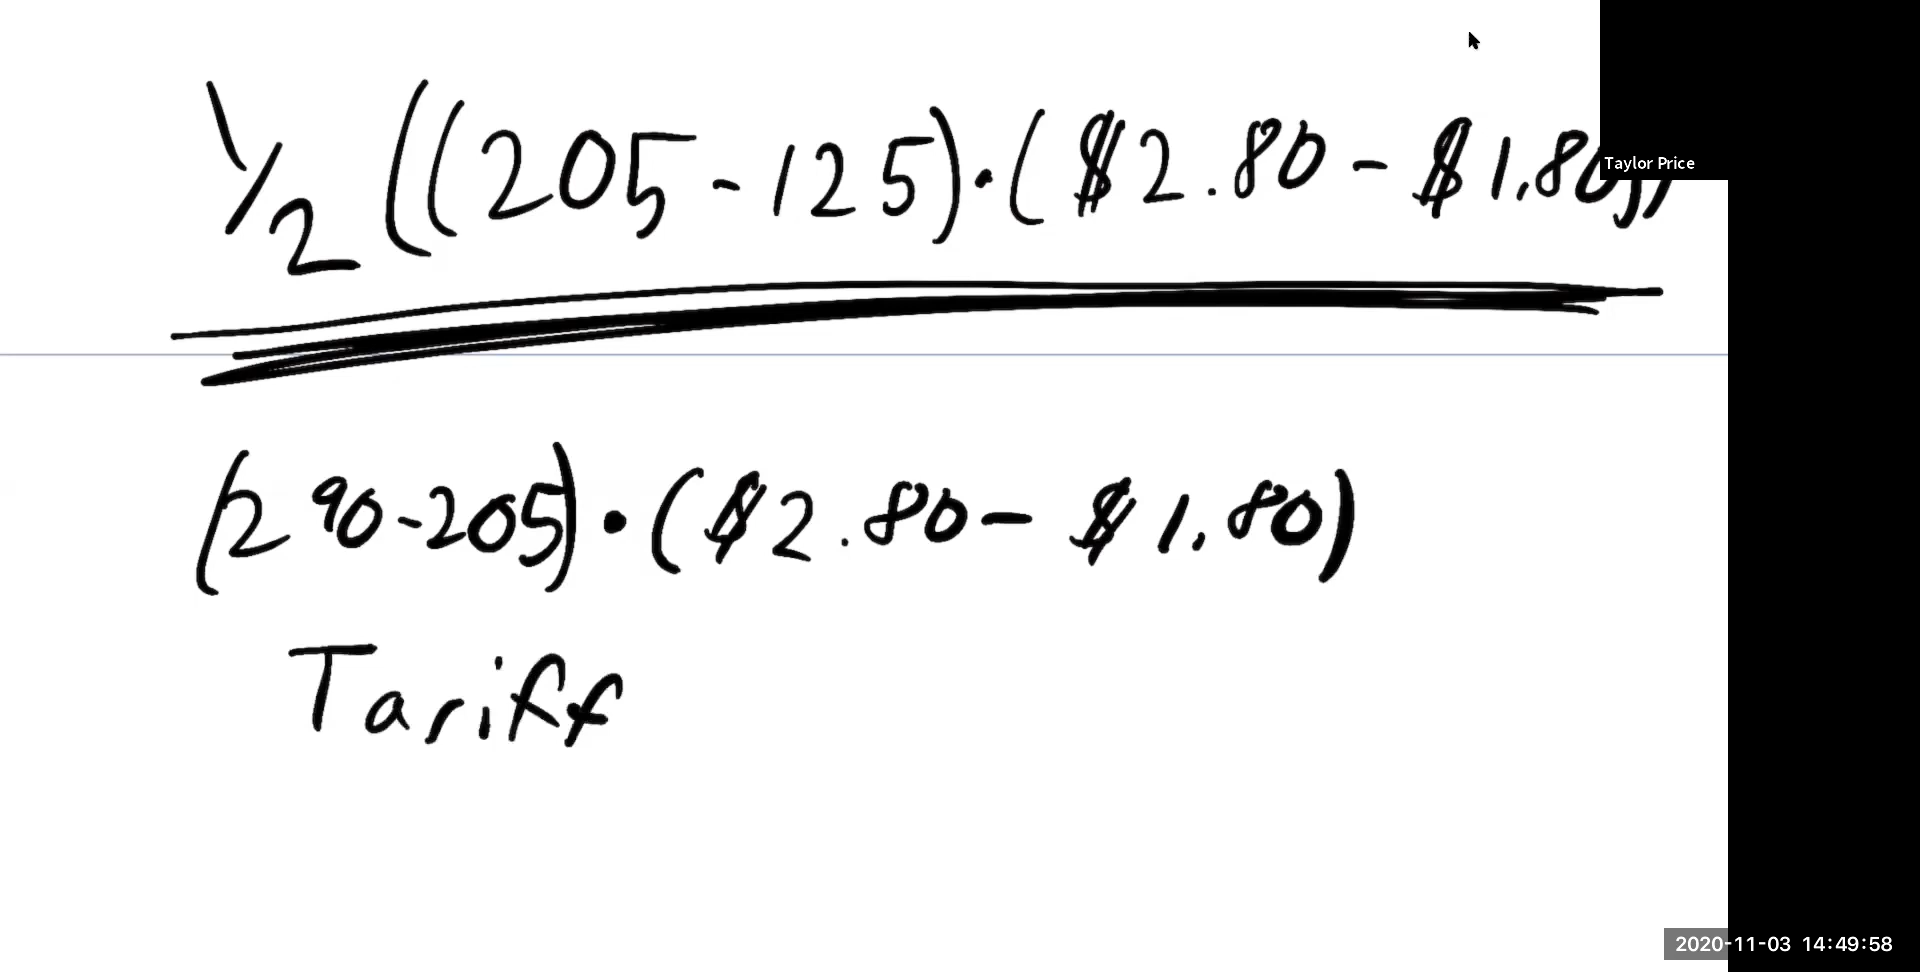 1/2 ((205-125)·($2.80-$1.80))
Taylor Price
(290-205)·($2.80-$1.80)
Tariff
2020-11-03 14:49:58